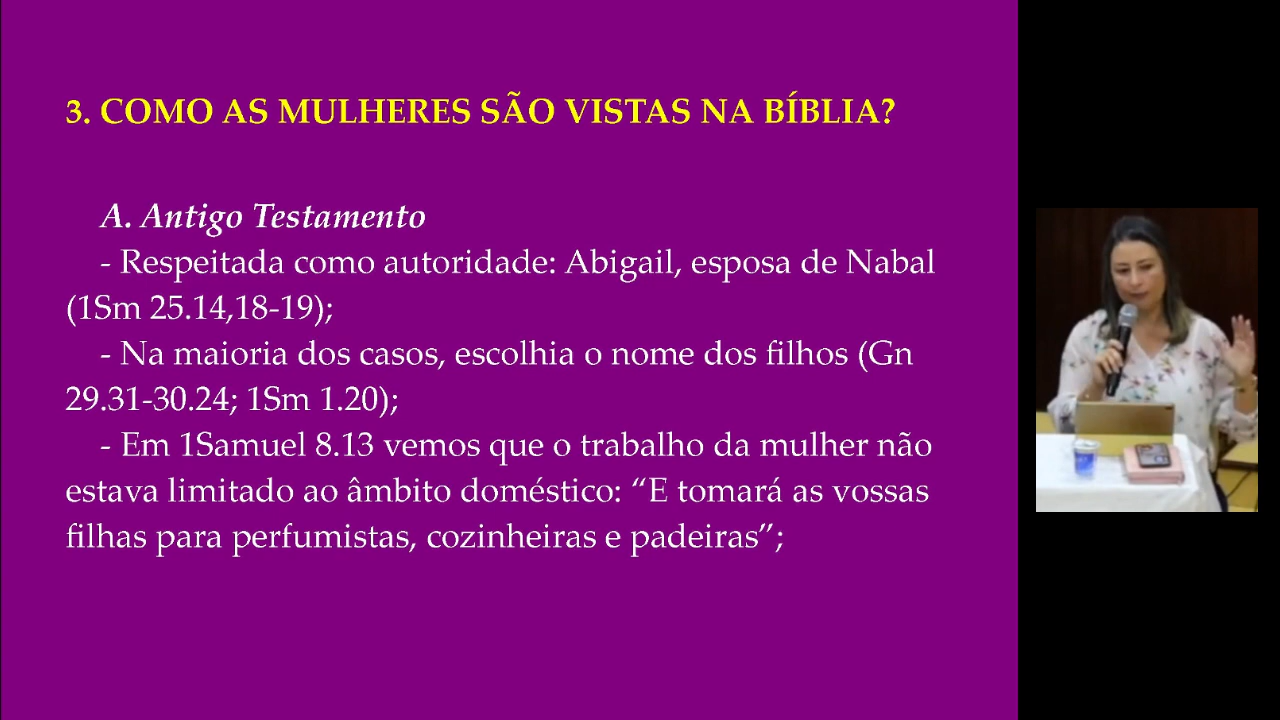 3. COMO AS MULHERES SÃO VISTAS NA BÍBLIA?
A. Antigo Testamento
- Respeitada como autoridade: Abigail, esposa de Nabal
(1Sm 25.14,18-19);
- Na maioria dos casos, escolhia o nome dos filhos (Gn
29.31-30.24; 1Sm 1.20);
- Em 1Samuel 8.13 vemos que o trabalho da mulher não
estava limitado ao âmbito doméstico: “E tomará as vossas
filhas para perfumistas, cozinheiras e padeiras”;